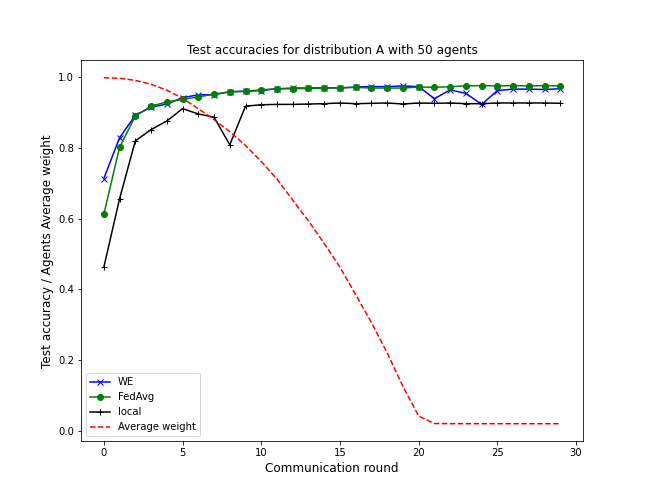 Test accuracies for distribution A with 50 agents
Test accuracy / Agents Average weight
1.0
0.8
0.6
0.4
0.2
0.0
WE
FedAvg
local
Average weight
0 5 10 15 20 25 30
Communication round